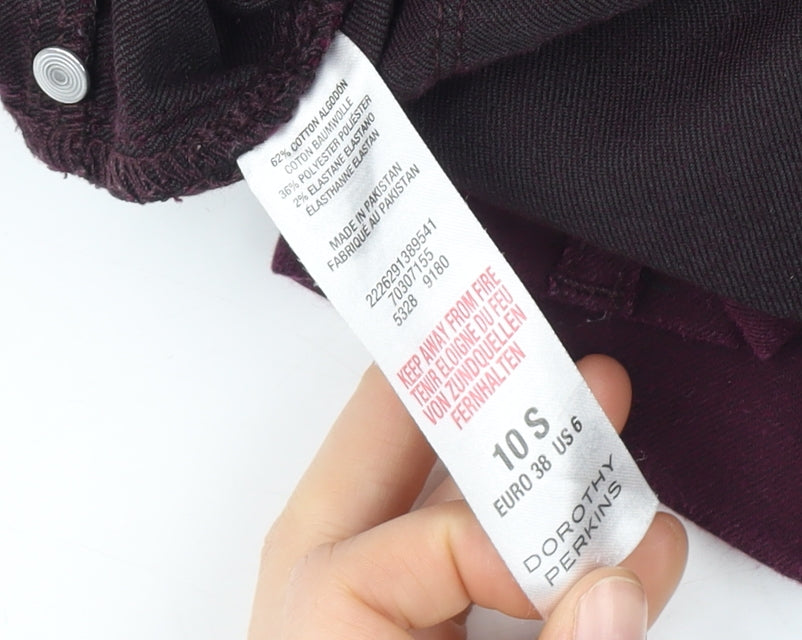 62% COTTON ALGODON
COTON BAUMWOLLE
36% POLYESTER POLIESTER
2% ELASTANE ELASTANO
ELASTHANNE ELASTAN
MADE IN PAKISTAN
FABRIQUE AU PAKISTAN
2226291389541
70307155
5328 9180
KEEP AWAY FROM FIRE
TENIR ELOIGNE DU FEU
VON ZUNDQUELLEN
FERNHALTEN
10 S
EURO 38 US 6
DOROTHY
PERKINS